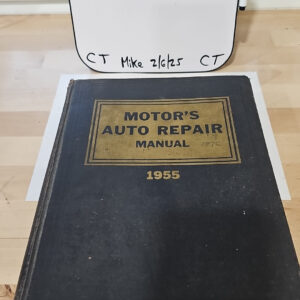 CT Mike 2/6/25 CT
MOTOR'S
AUTO REPAIR
MANUAL
1955